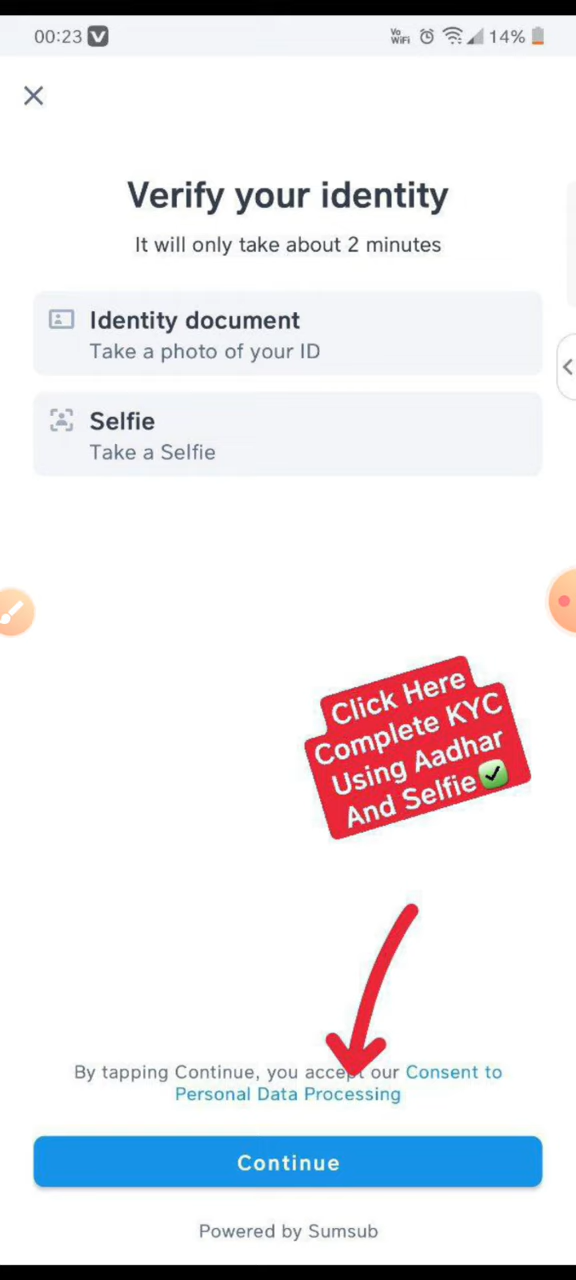 00:23 V Vo WiFi 14%
Verify your identity
It will only take about 2 minutes
Identity document
Take a photo of your ID
Selfie
Take a Selfie
Click Here
Complete KYC
Using Aadhar
And Selfie
By tapping Continue, you accept our Consent to
Personal Data Processing
Continue
Powered by Sumsub